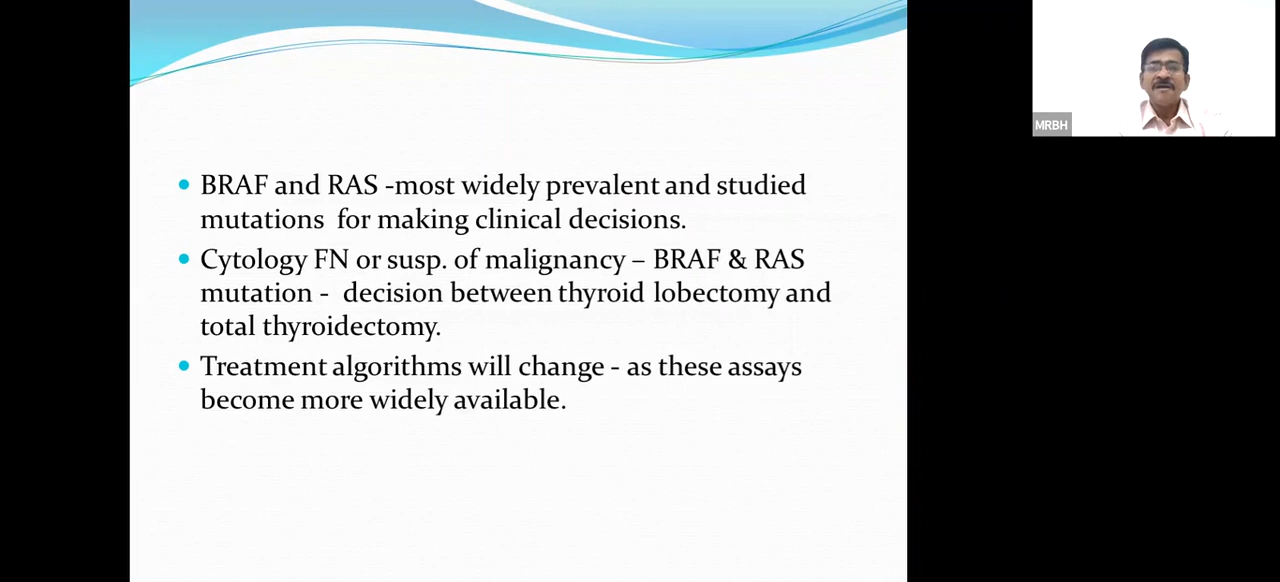 BRAF and RAS -most widely prevalent and studied
mutations for making clinical decisions.
Cytology FN or susp. of malignancy – BRAF & RAS
mutation - decision between thyroid lobectomy and
total thyroidectomy.
Treatment algorithms will change - as these assays
become more widely available.
MRBH